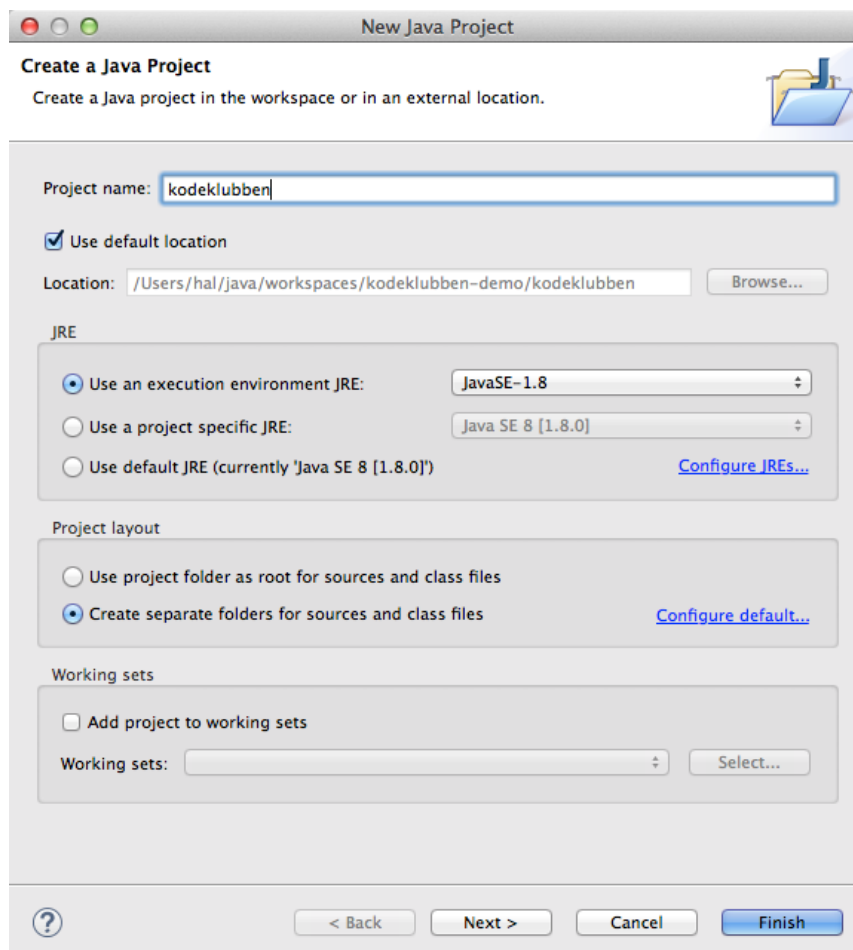 New Java Project
Create a Java Project
Create a Java project in the workspace or in an external location.
Project name: kodeklubben
Use default location
Location: /Users/hal/java/workspaces/kodeklubben-demo/kodeklubben Browse...
JRE
Use an execution environment JRE: JavaSE-1.8
Use a project specific JRE: Java SE 8 [1.8.0]
Use default JRE (currently 'Java SE 8 [1.8.0]') Configure JREs...
Project layout
Use project folder as root for sources and class files
Create separate folders for sources and class files Configure default...
Working sets
Add project to working sets
Working sets: Select...
? < Back Next > Cancel Finish